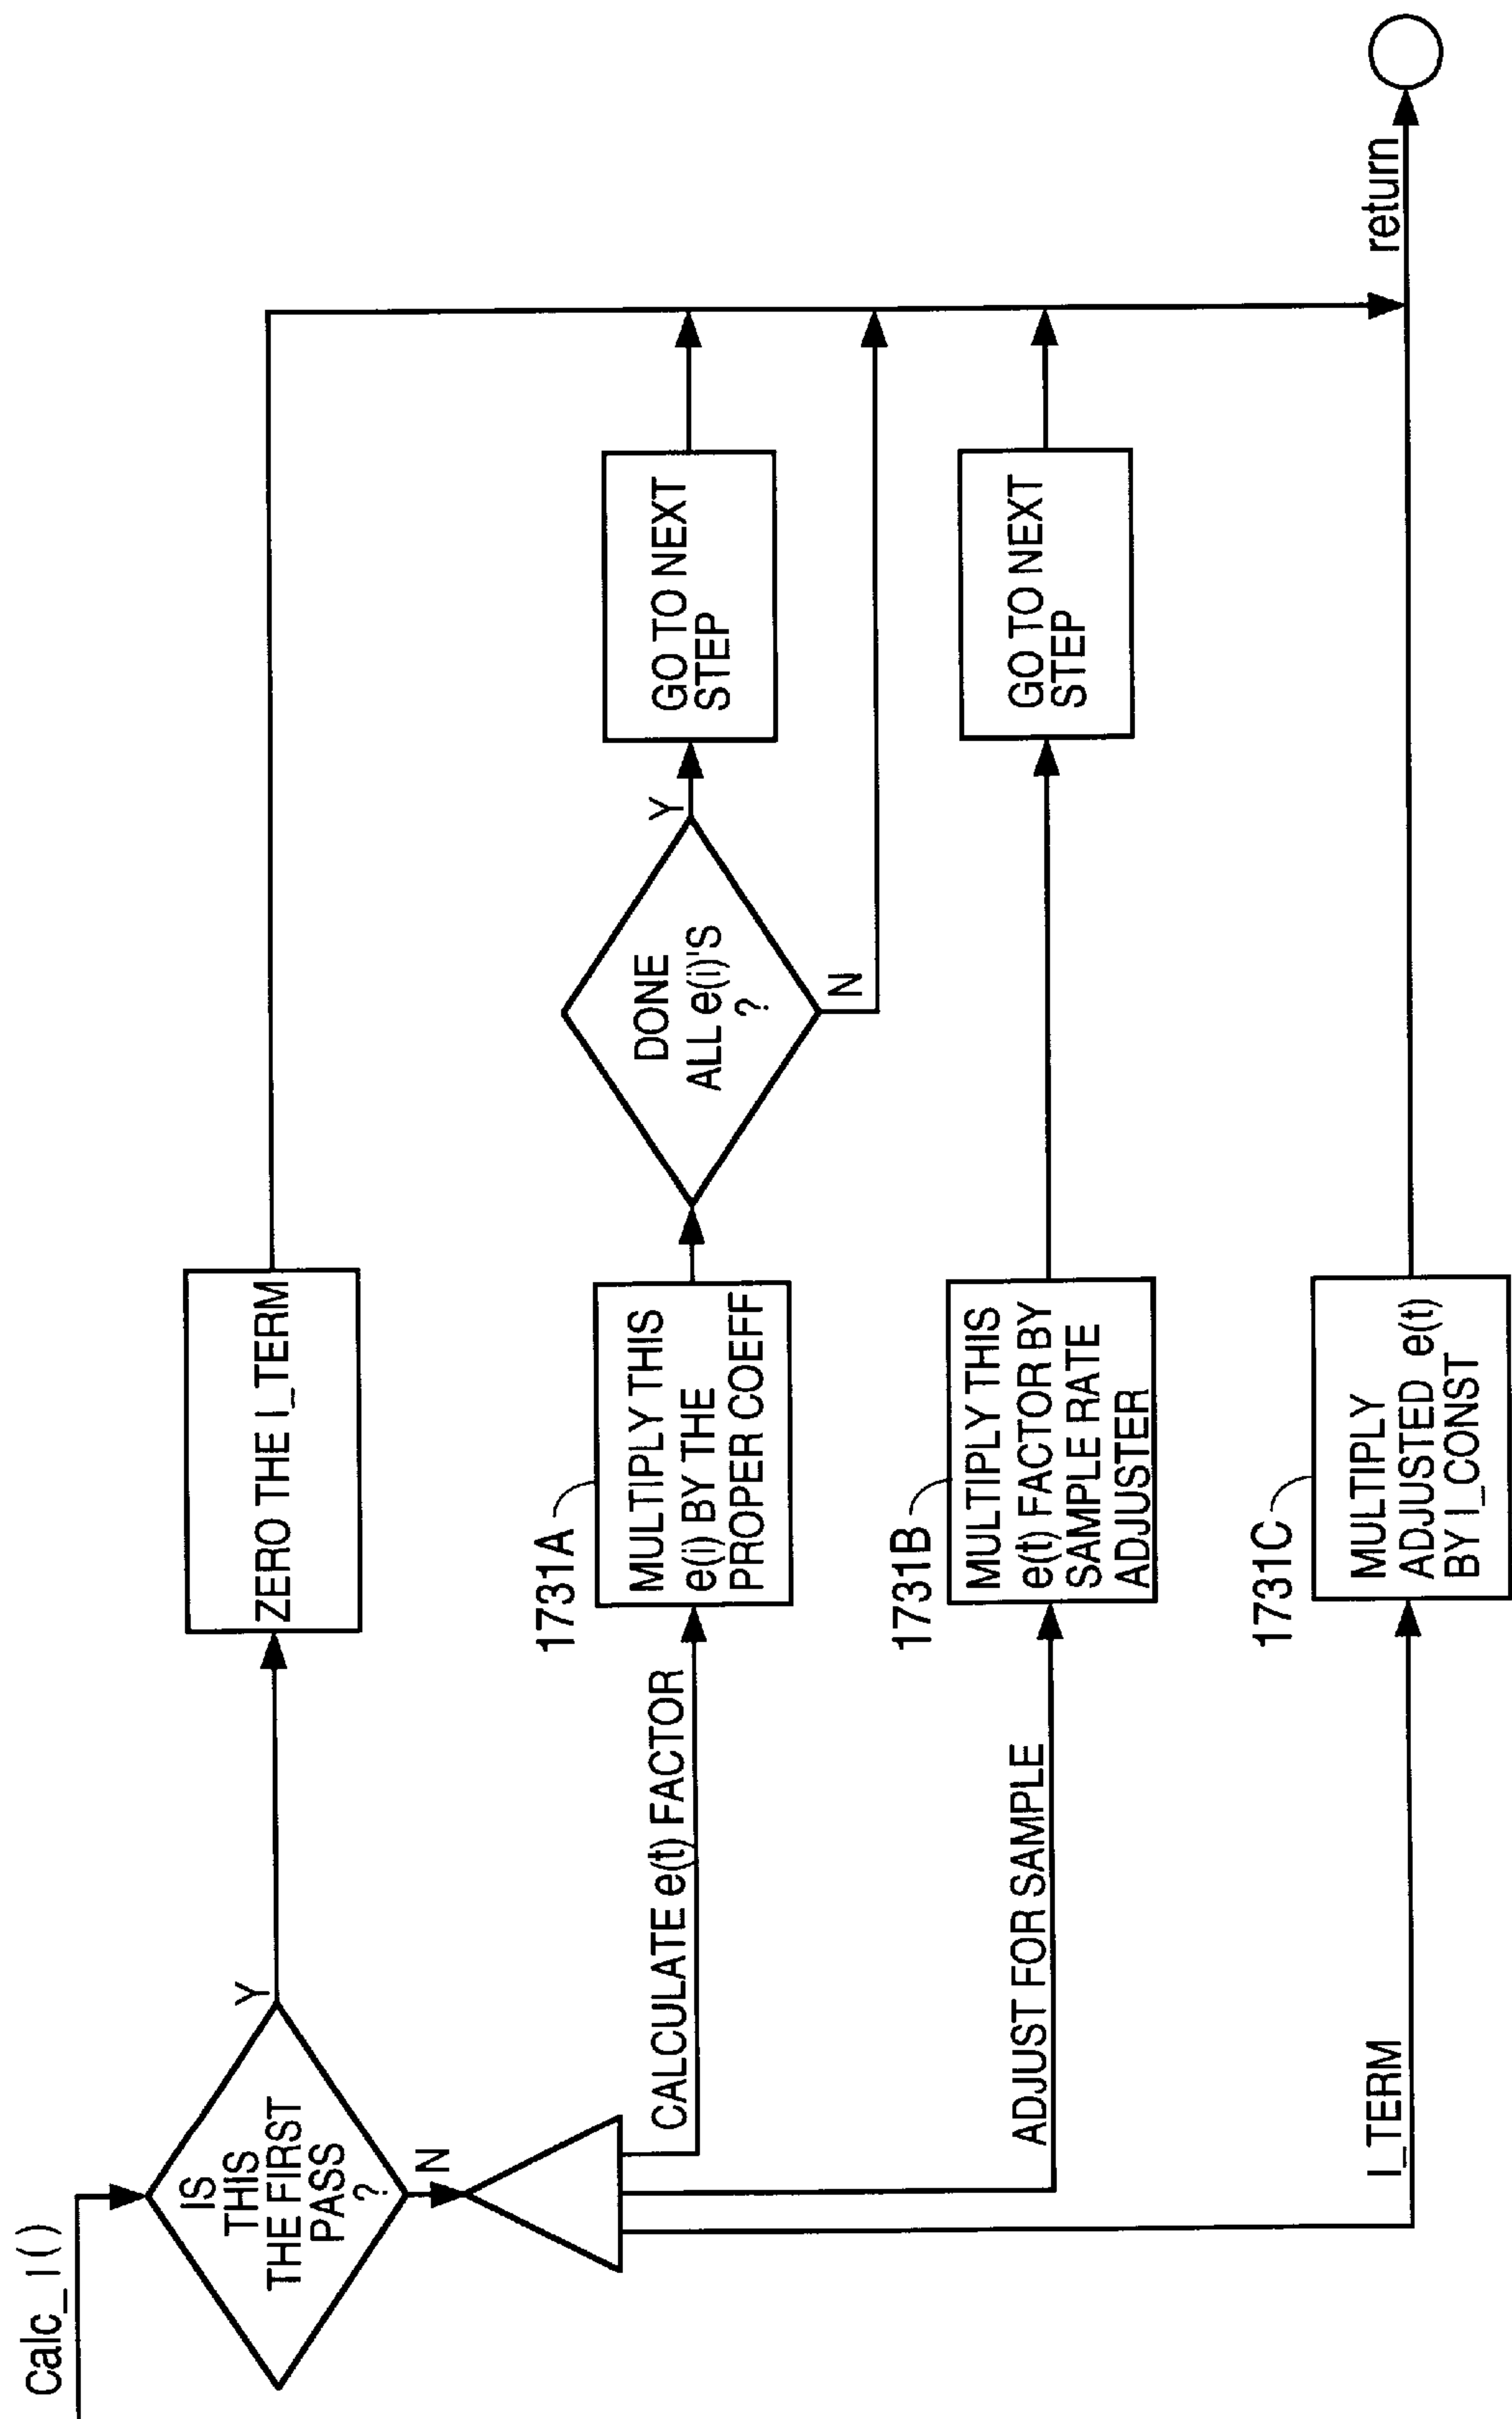 Calc_I()
IS
THIS
THE FIRST
PASS
?
Y
N
ZERO THE I_TERM
CALCULATE e(t) FACTOR
1731A
MULTIPLY THIS
e(i) BY THE
PROPER COEFF
DONE
ALL e(i)'S
?
Y
N
GO TO NEXT
STEP
ADJUST FOR SAMPLE
1731B
MULTIPLY THIS
e(t) FACTOR BY
SAMPLE RATE
ADJUSTER
GO TO NEXT
STEP
I_TERM
1731C
MULTIPLY
ADJUSTED e(t)
BY I_CONST
return